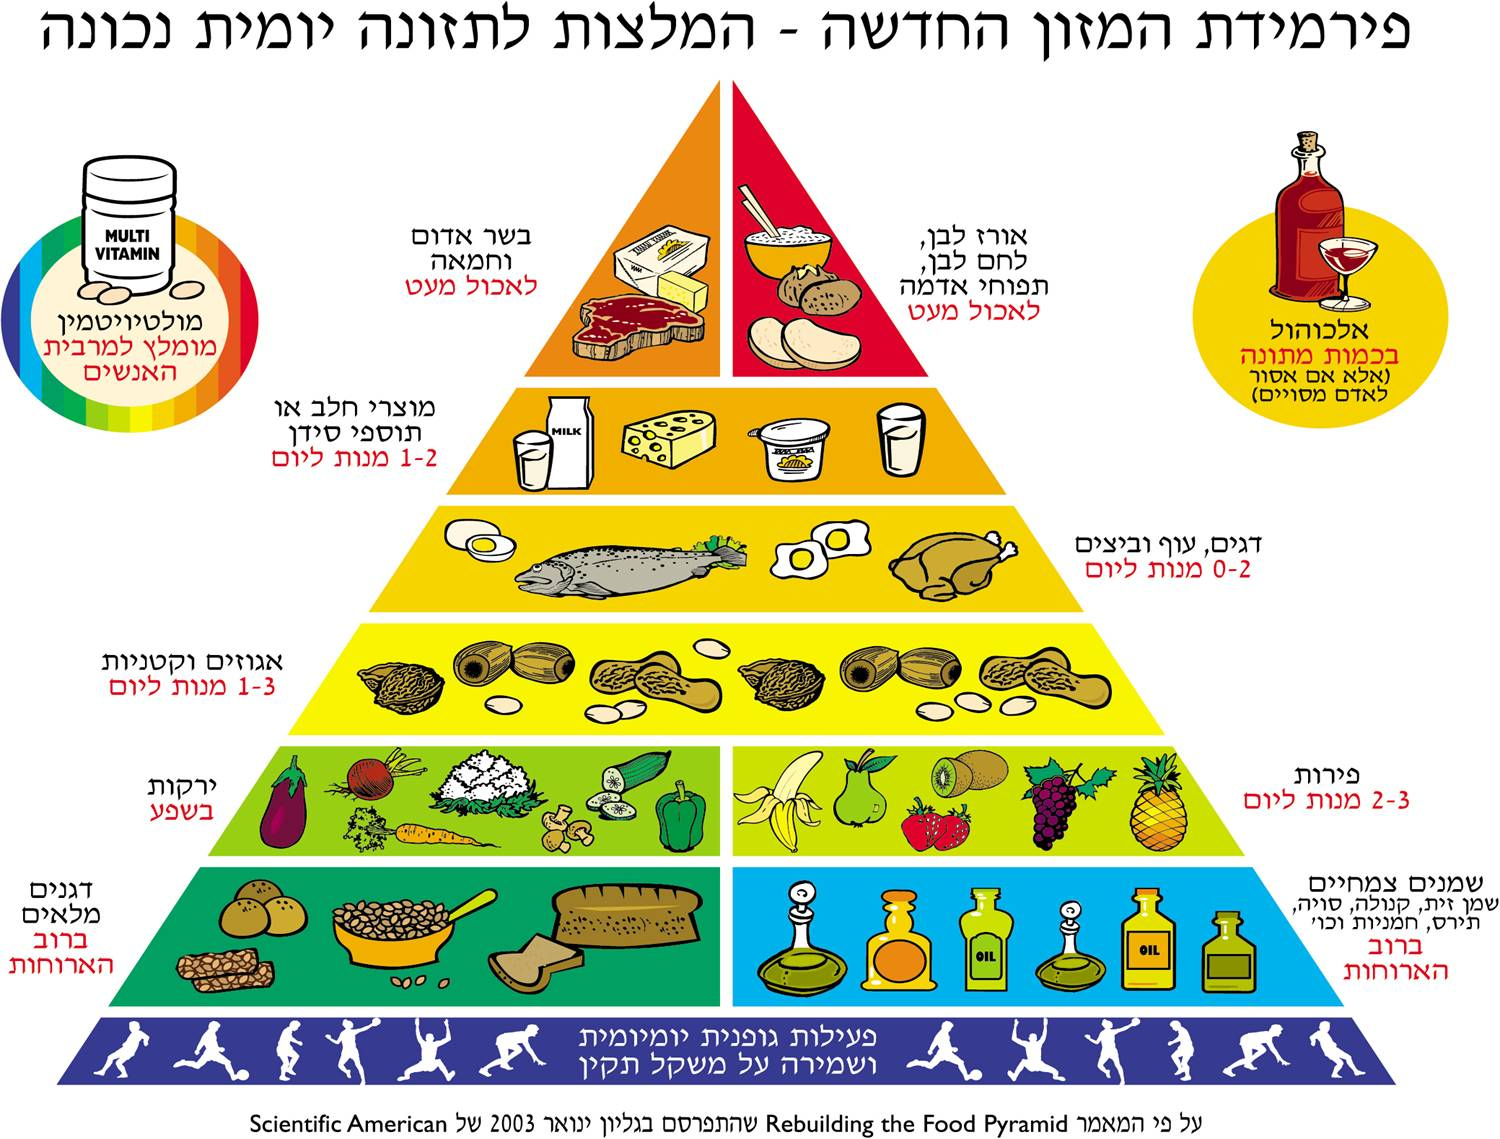 פירמידת המזון החדשה - המלצות לתזונה יומית נכונה
MULTI
VITAMIN
מולטיויטמין
מומלץ למרבית
האנשים
בשר אדום
וחמאה
לאכול מעט
אורז לבן,
לחם לבן,
תפוחי אדמה
לאכול מעט
אלכוהול
בכמות מתונה
(אלא אם אסור
לאדם מסויים)
מוצרי חלב או
תוספי סידן
1-2 מנות ליום
MILK
דגים, עוף וביצים
0-2 מנות ליום
אגוזים וקטניות
1-3 מנות ליום
ירקות
בשפע
פירות
2-3 מנות ליום
דגנים
מלאים
ברוב
הארוחות
שמנים צמחיים
שמן זית, קנולה, סויה,
תירס, חמניות וכו'
ברוב
הארוחות
OIL
OIL
פעילות גופנית יומיומית
ושמירה על משקל תקין
על פי המאמר Rebuilding the Food Pyramid שהתפרסם בגליון ינואר 2003 של Scientific American